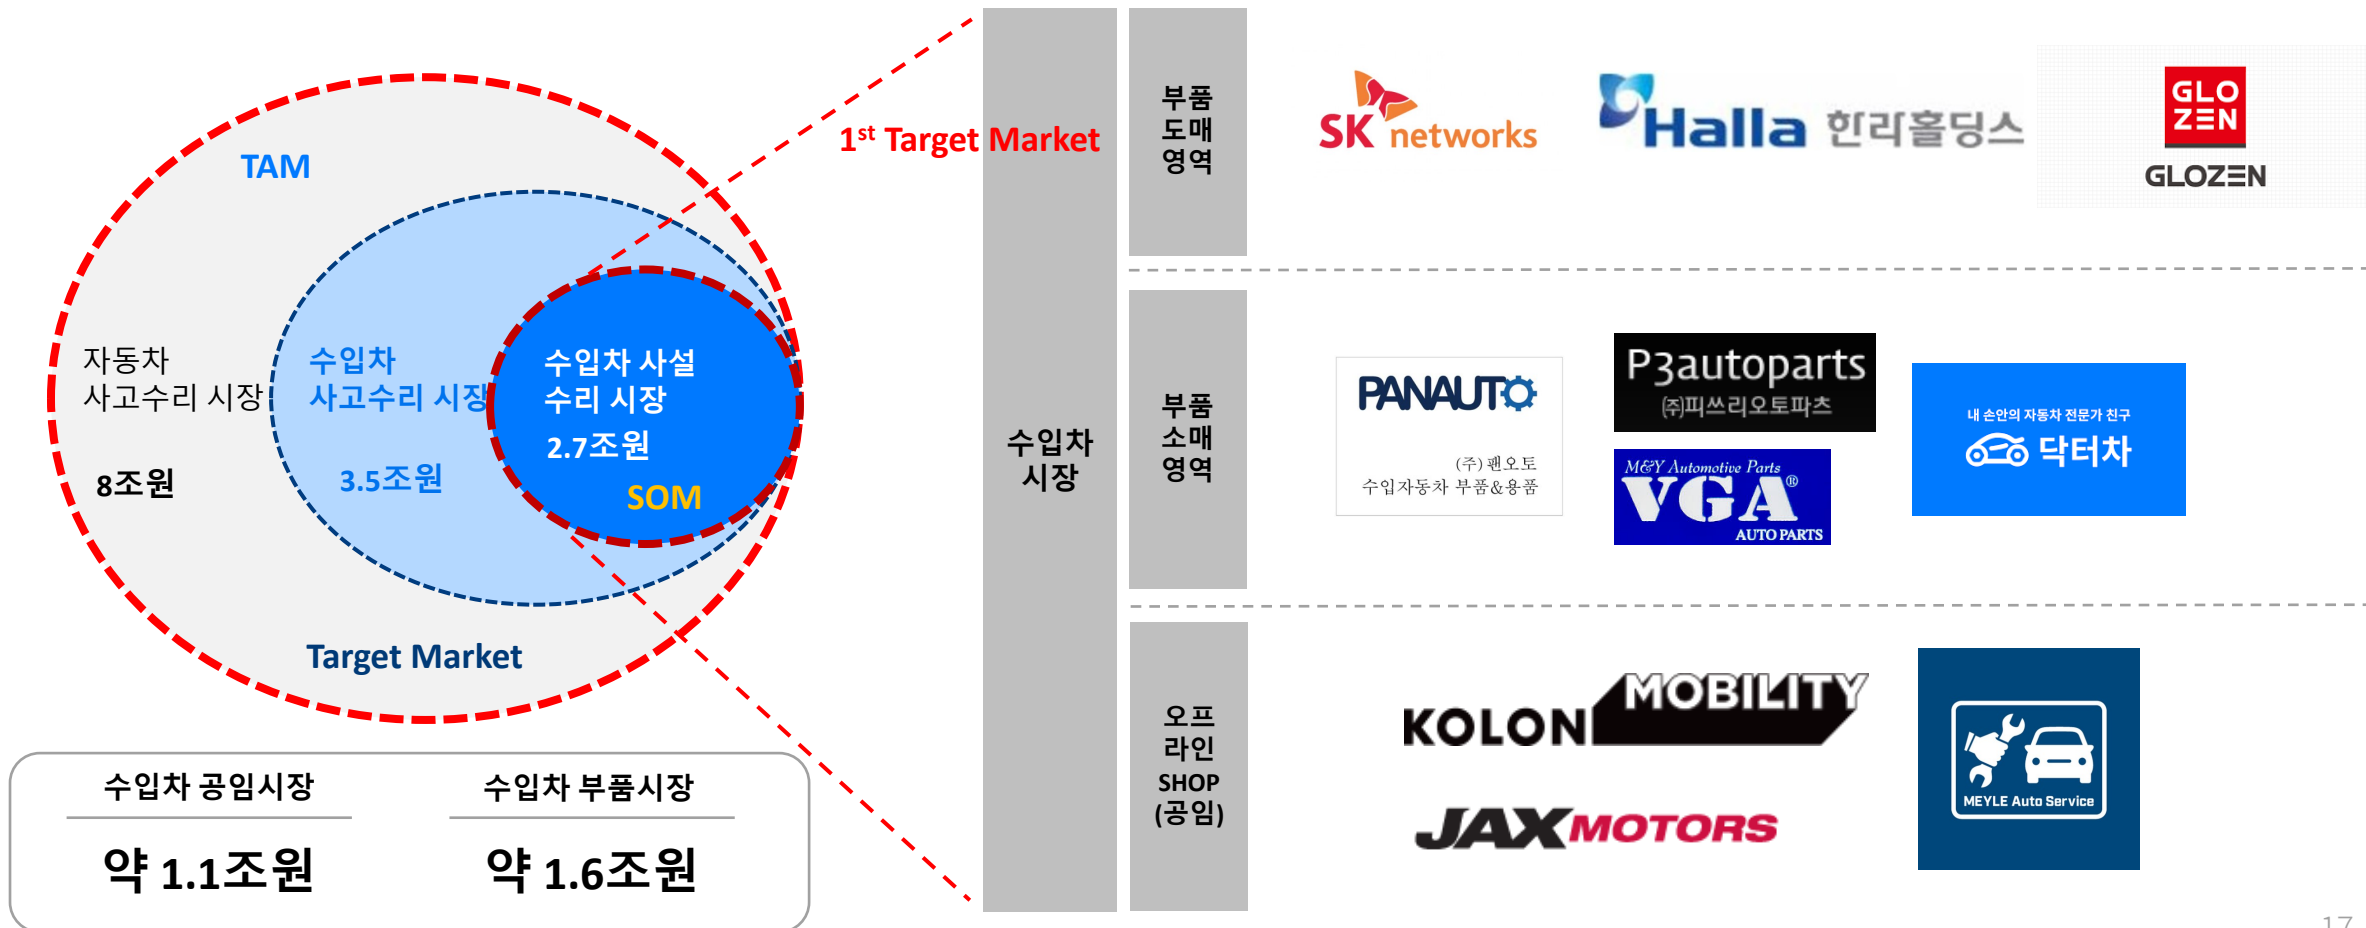 TAM
자동차
사고수리 시장
8조원
수입차
사고수리 시장
3.5조원
수입차 사설
수리 시장
2.7조원
SOM
Target Market
1st Target Market
수입차 공임시장
약 1.1조원
수입차 부품시장
약 1.6조원
수입차
시장
부품
도매
영역
SK networks
Halla 한라홀딩스
GLO
ZEN
GLOZEN
부품
소매
영역
PANAUTO
(주)팬오토
수입자동차 부품&용품
P3autoparts
(주)피쓰리오토파츠
M&Y Automotive Parts
VGA®
AUTO PARTS
내 손안의 자동차 전문가 친구
닥터차
오프
라인
SHOP
(공임)
KOLON MOBILITY
JAX MOTORS
MEYLE Auto Service
17